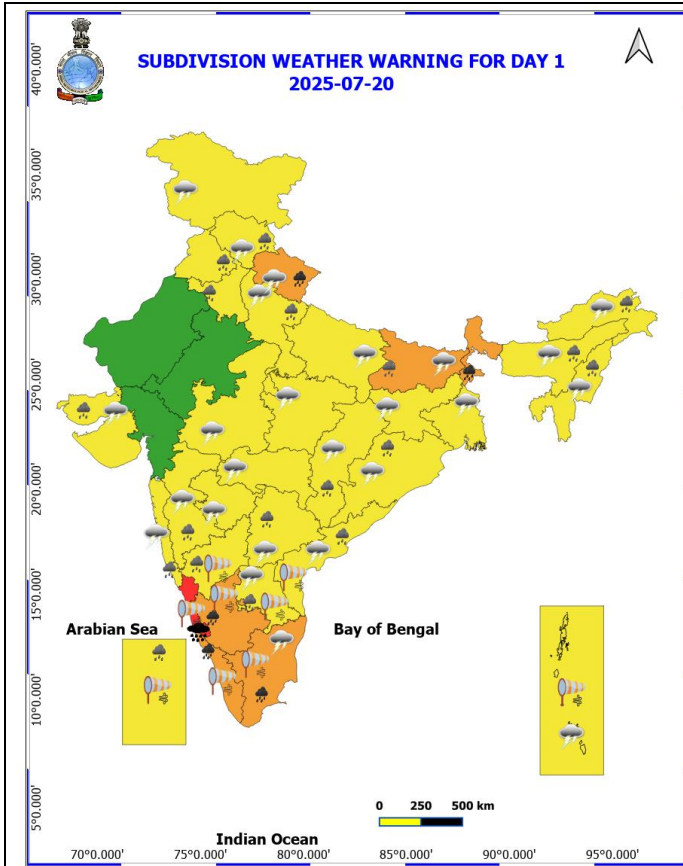 SUBDIVISION WEATHER WARNING FOR DAY 1
2025-07-20
40°0.000'
35°0.000'
30°0.000'
25°0.000'
20°0.000'
15°0.000'
10°0.000'
5°0.000'
Arabian Sea
Bay of Bengal
0 250 500 km
Indian Ocean
70°0.000' 75°0.000' 80°0.000' 85°0.000' 90°0.000' 95°0.000'